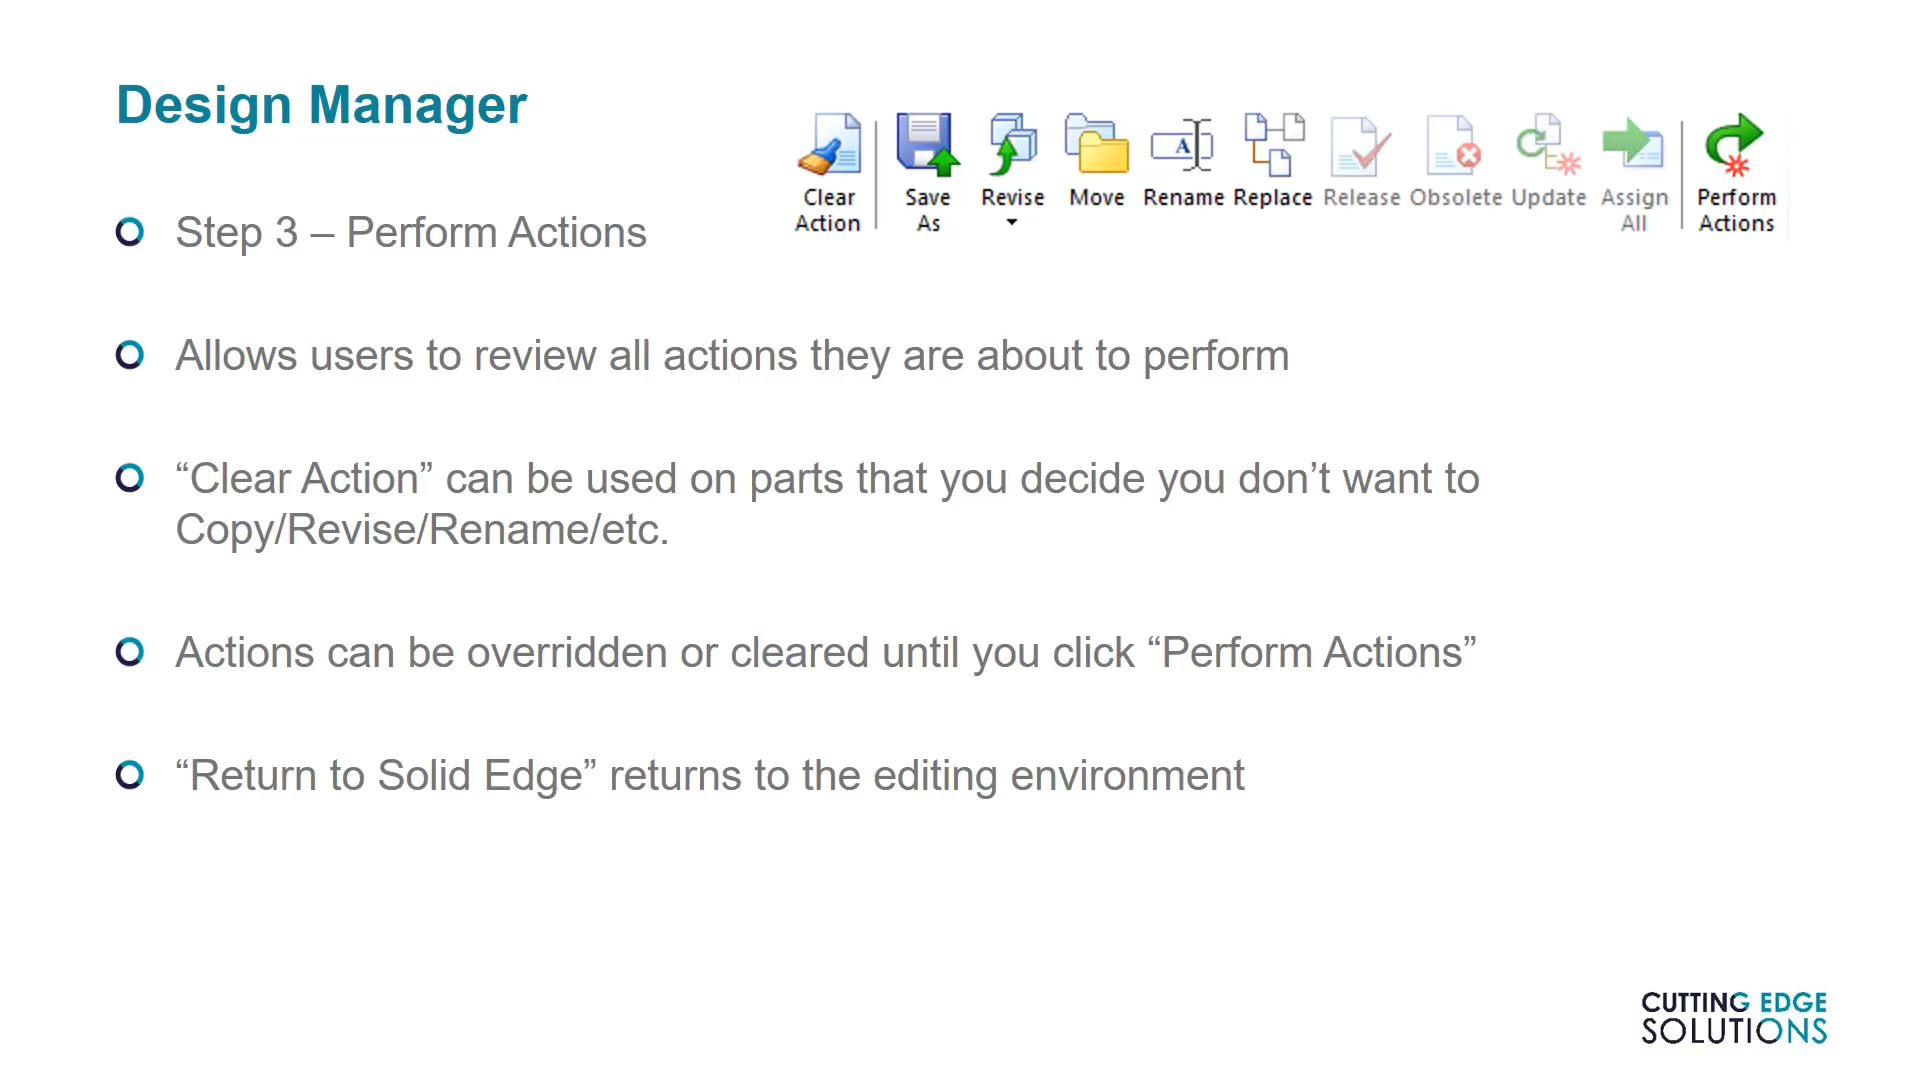 Design Manager
Clear Action
Save As
Revise
Move
Rename
A
Replace
Release
Obsolete
Update
Assign All
Perform Actions
Step 3 – Perform Actions
Allows users to review all actions they are about to perform
“Clear Action” can be used on parts that you decide you don’t want to
Copy/Revise/Rename/etc.
Actions can be overridden or cleared until you click “Perform Actions”
“Return to Solid Edge” returns to the editing environment
CUTTING EDGE
SOLUTIONS